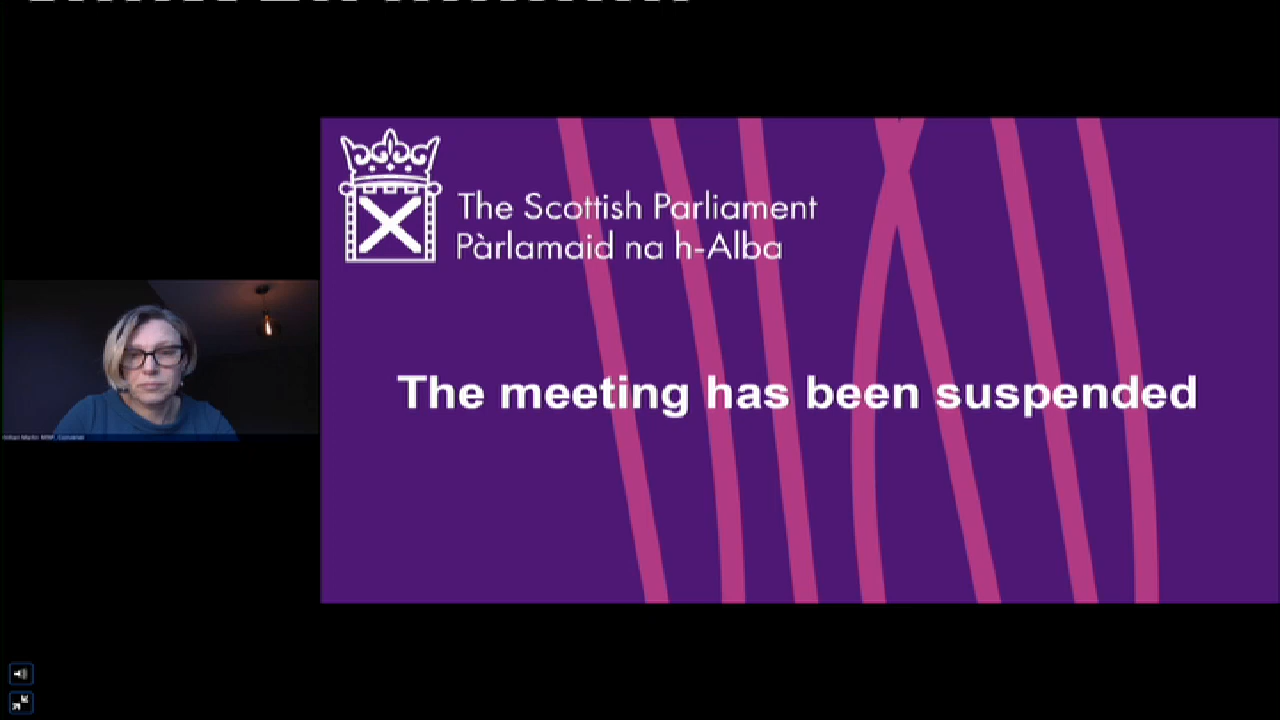 The Scottish Parliament
Pàrlamaid na h-Alba
The meeting has been suspended